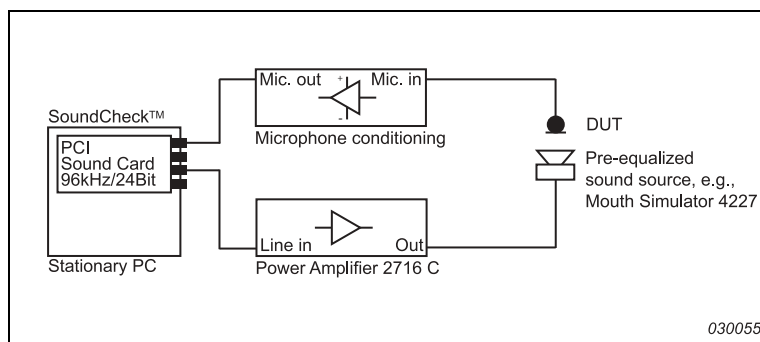 SoundCheck™
PCI
Sound Card
96kHz/24Bit
Stationary PC
Mic. out
Mic. in
+
-
Microphone conditioning
Line in
Out
Power Amplifier 2716 C
DUT
Pre-equalized
sound source, e.g.,
Mouth Simulator 4227
030055